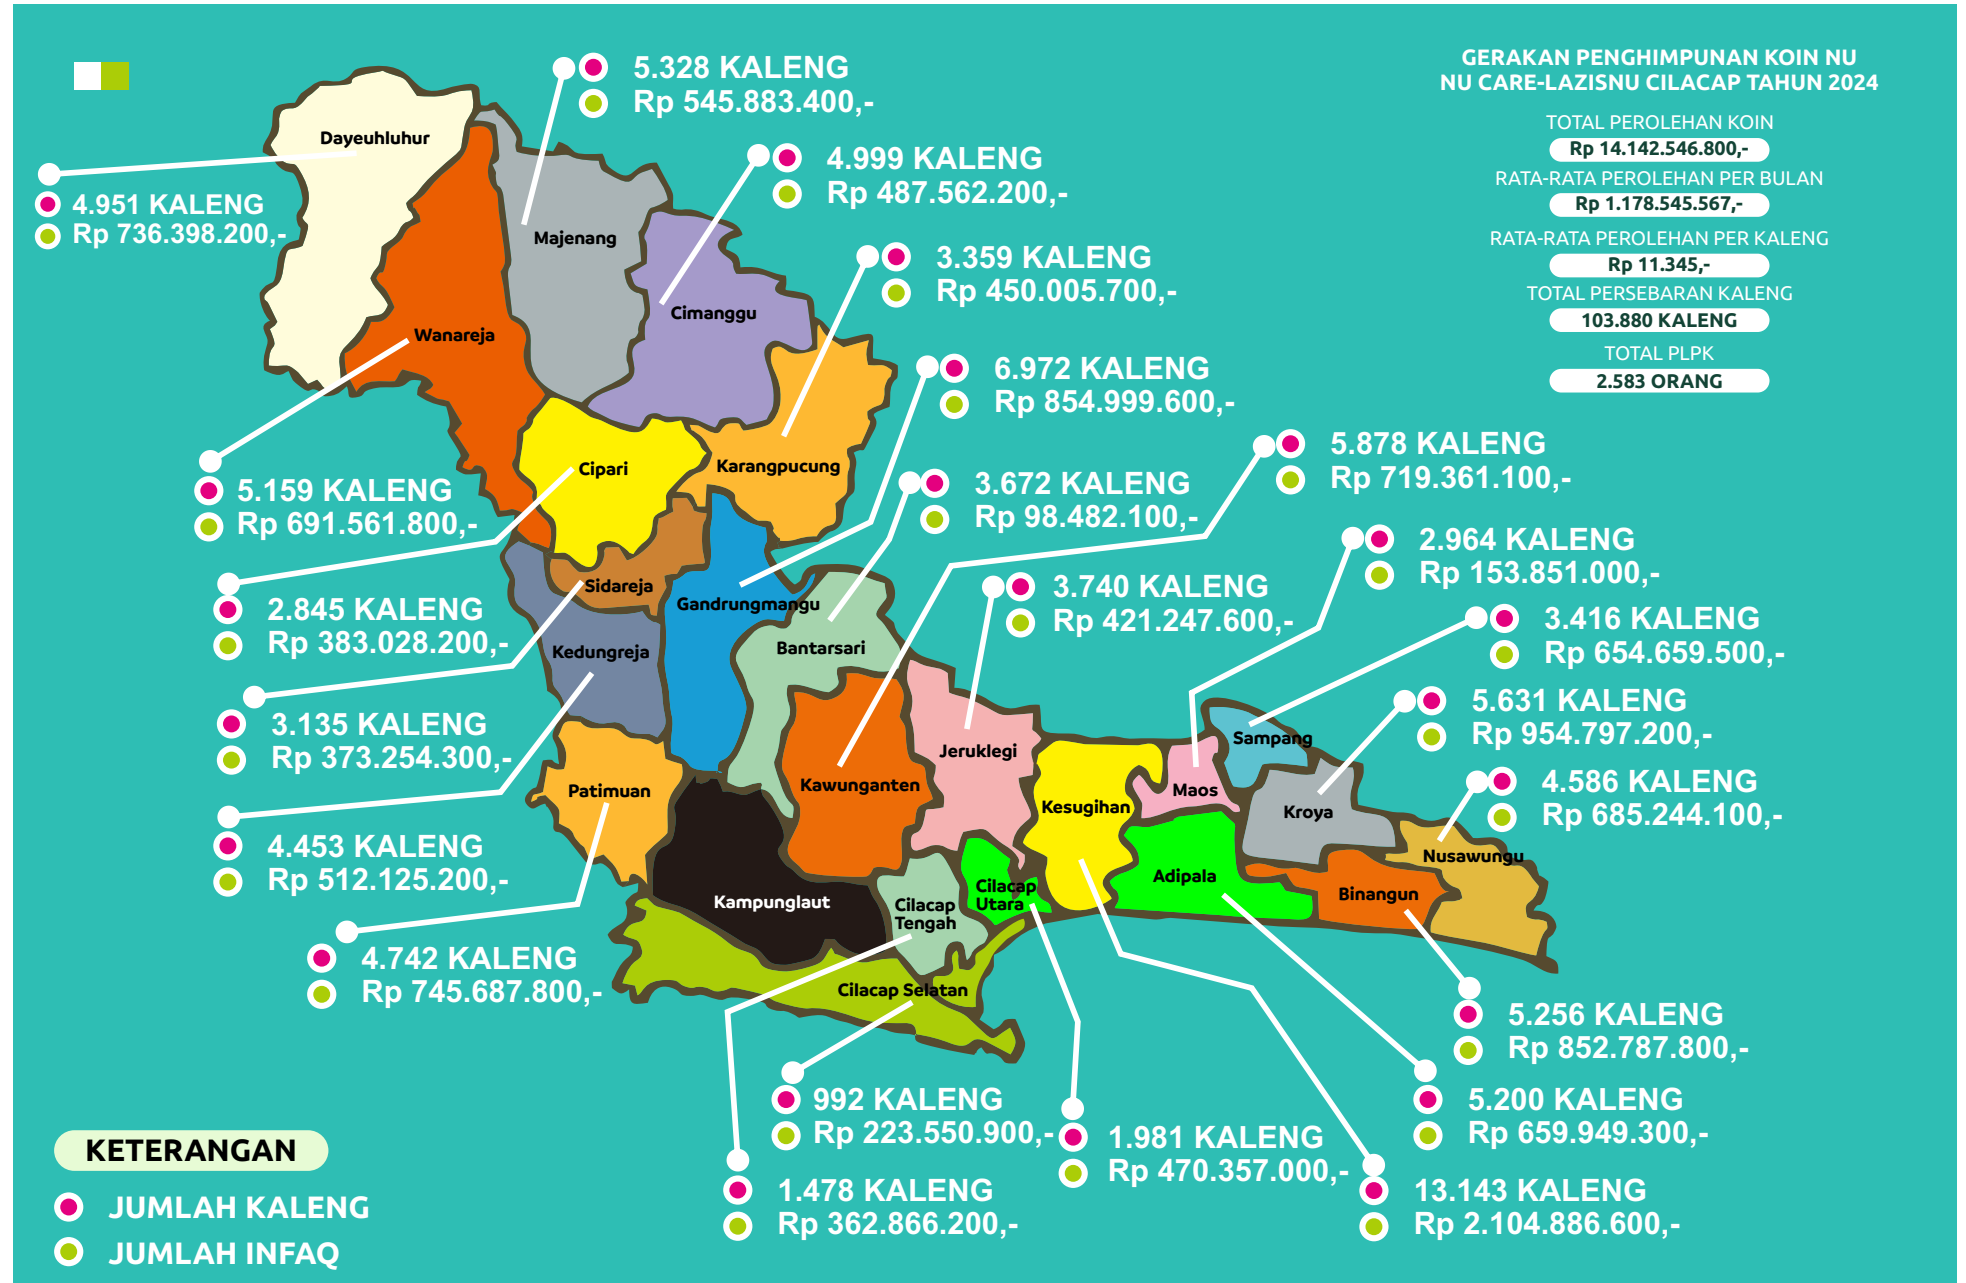 GERAKAN PENGHIMPUNAN KOIN NU
NU CARE-LAZISNU CILACAP TAHUN 2024
TOTAL PEROLEHAN KOIN
Rp 14.142.546.800,-
RATA-RATA PEROLEHAN PER BULAN
Rp 1.178.545.567,-
RATA-RATA PEROLEHAN PER KALENG
Rp 11.345,-
TOTAL PERSEBARAN KALENG
103.880 KALENG
TOTAL PLPK
2.583 ORANG
5.328 KALENG
Rp 545.883.400,-
4.999 KALENG
Rp 487.562.200,-
4.951 KALENG
Rp 736.398.200,-
3.359 KALENG
Rp 450.005.700,-
6.972 KALENG
Rp 854.999.600,-
5.878 KALENG
Rp 719.361.100,-
3.672 KALENG
Rp 98.482.100,-
5.159 KALENG
Rp 691.561.800,-
2.964 KALENG
Rp 153.851.000,-
3.740 KALENG
Rp 421.247.600,-
2.845 KALENG
Rp 383.028.200,-
3.416 KALENG
Rp 654.659.500,-
5.631 KALENG
Rp 954.797.200,-
3.135 KALENG
Rp 373.254.300,-
4.586 KALENG
Rp 685.244.100,-
4.453 KALENG
Rp 512.125.200,-
4.742 KALENG
Rp 745.687.800,-
5.256 KALENG
Rp 852.787.800,-
992 KALENG
Rp 223.550.900,-
5.200 KALENG
Rp 659.949.300,-
1.981 KALENG
Rp 470.357.000,-
1.478 KALENG
Rp 362.866.200,-
13.143 KALENG
Rp 2.104.886.600,-
Dayeuhluhur
Majenang
Cimanggu
Wanareja
Cipari
Karangpucung
Sidareja
Gandrungmangu
Bantarsari
Kedungreja
Patimuan
Kawunganten
Jeruklegi
Kesugihan
Maos
Sampang
Kroya
Nusawungu
Adipala
Binangun
Kampunglaut
Cilacap
Tengah
Cilacap
Utara
Cilacap Selatan
KETERANGAN
JUMLAH KALENG
JUMLAH INFAQ